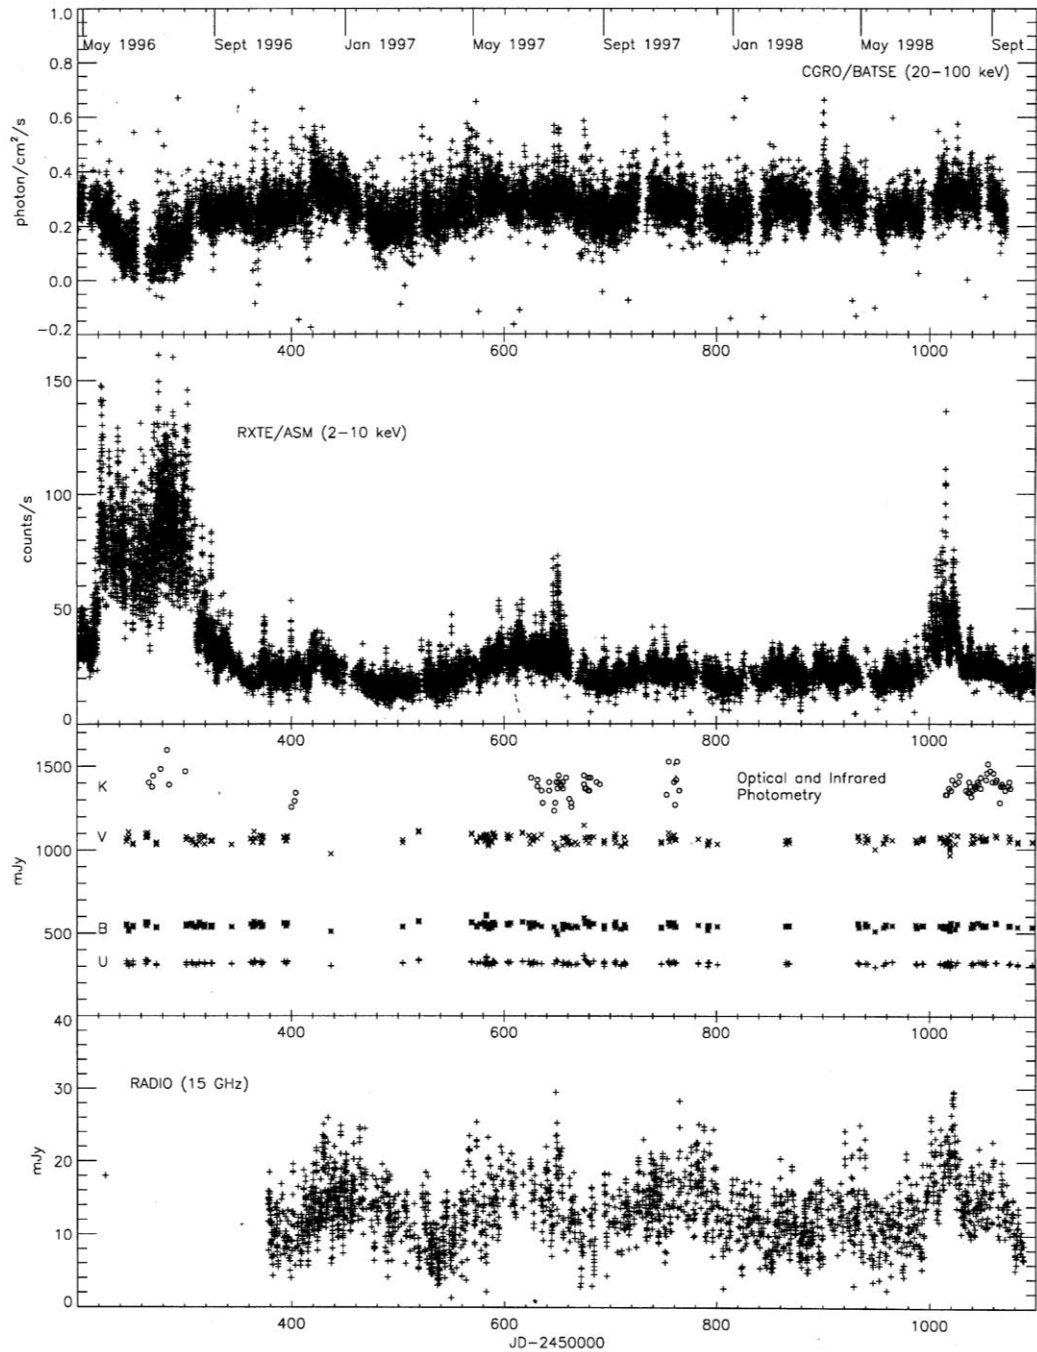 1.0
May 1996 Sept 1996 Jan 1997 May 1997 Sept 1997 Jan 1998 May 1998 Sept
CGRO/BATSE (20-100 keV)
0.8
0.6
0.4
0.2
0.0
-0.2
photon/cm²/s
400 600 800 1000
150
RXTE/ASM (2-10 keV)
100
50
0
counts/s
400 600 800 1000
1500
K
Optical and Infrared
Photometry
V
1000
mJy
B
500
U
400 600 800 1000
40
RADIO (15 GHz)
30
20
10
0
mJy
400 600 800 1000
JD-2450000